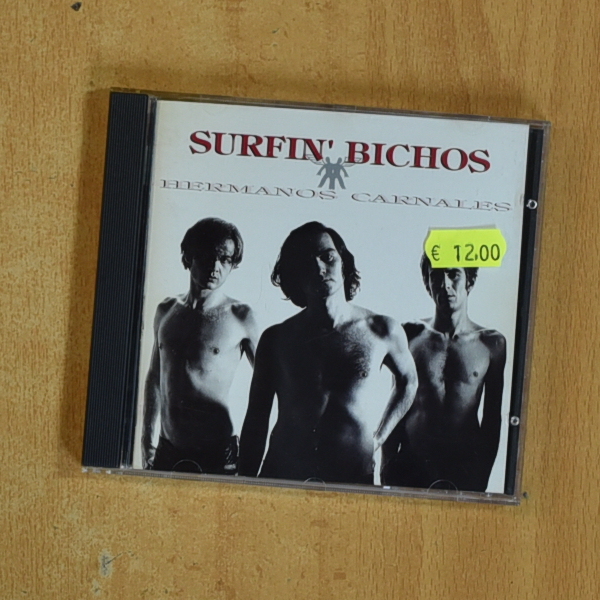 SURFIN' BICHOS
HERMANOS CARNALES
€ 12,00